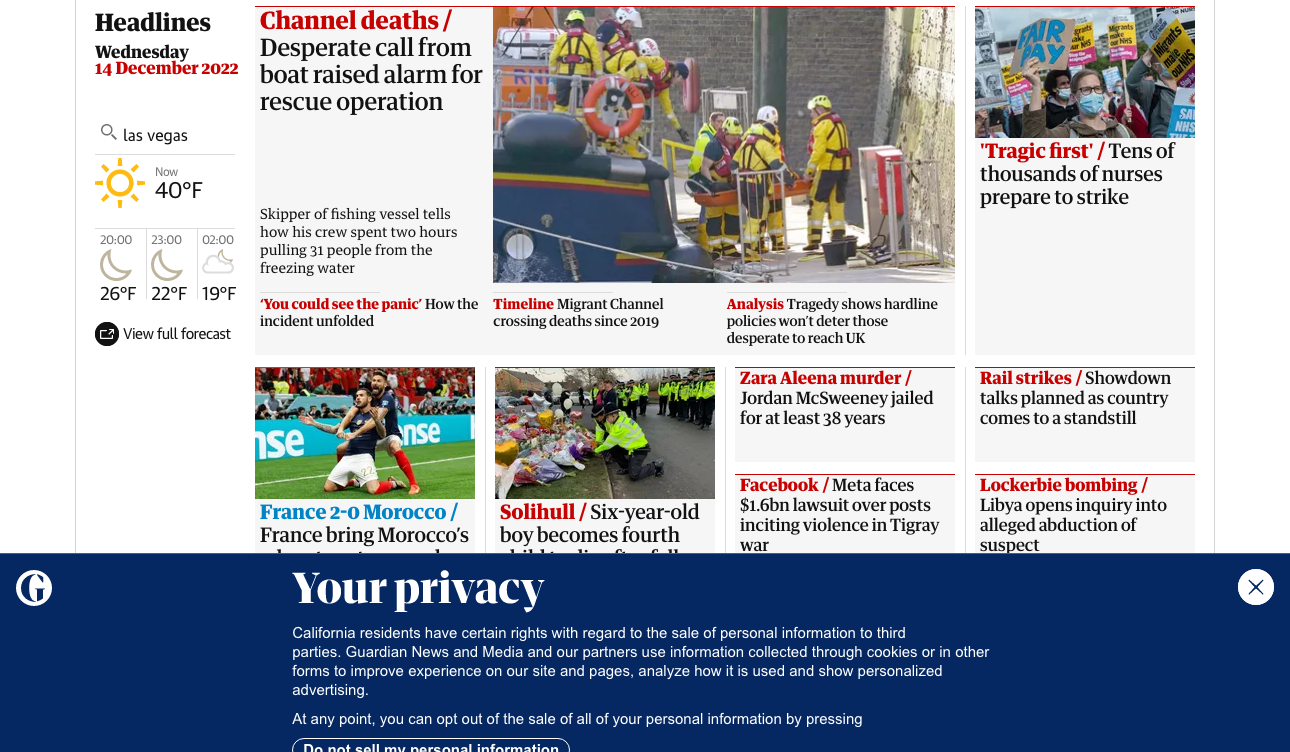 Headlines
Wednesday
14 December 2022
las vegas
Now
40°F
20:00
23:00
02:00
26°F
22°F
19°F
View full forecast
Channel deaths /
Desperate call from
boat raised alarm for
rescue operation
Skipper of fishing vessel tells
how his crew spent two hours
pulling 31 people from the
freezing water
‘You could see the panic’ How the
incident unfolded
Timeline Migrant Channel
crossing deaths since 2019
Analysis Tragedy shows hardline
policies won’t deter those
desperate to reach UK
FAIR
PAY
Migrants
make
our NHS
'Tragic first' / Tens of
thousands of nurses
prepare to strike
France 2-0 Morocco /
France bring Morocco’s
Solihull / Six-year-old
boy becomes fourth
Zara Aleena murder /
Jordan McSweeney jailed
for at least 38 years
Rail strikes / Showdown
talks planned as country
comes to a standstill
Facebook / Meta faces
$1.6bn lawsuit over posts
inciting violence in Tigray
war
Lockerbie bombing /
Libya opens inquiry into
alleged abduction of
suspect
Your privacy
California residents have certain rights with regard to the sale of personal information to third
parties. Guardian News and Media and our partners use information collected through cookies or in other
forms to improve experience on our site and pages, analyze how it is used and show personalized
advertising.
At any point, you can opt out of the sale of all of your personal information by pressing
Do not sell my personal information